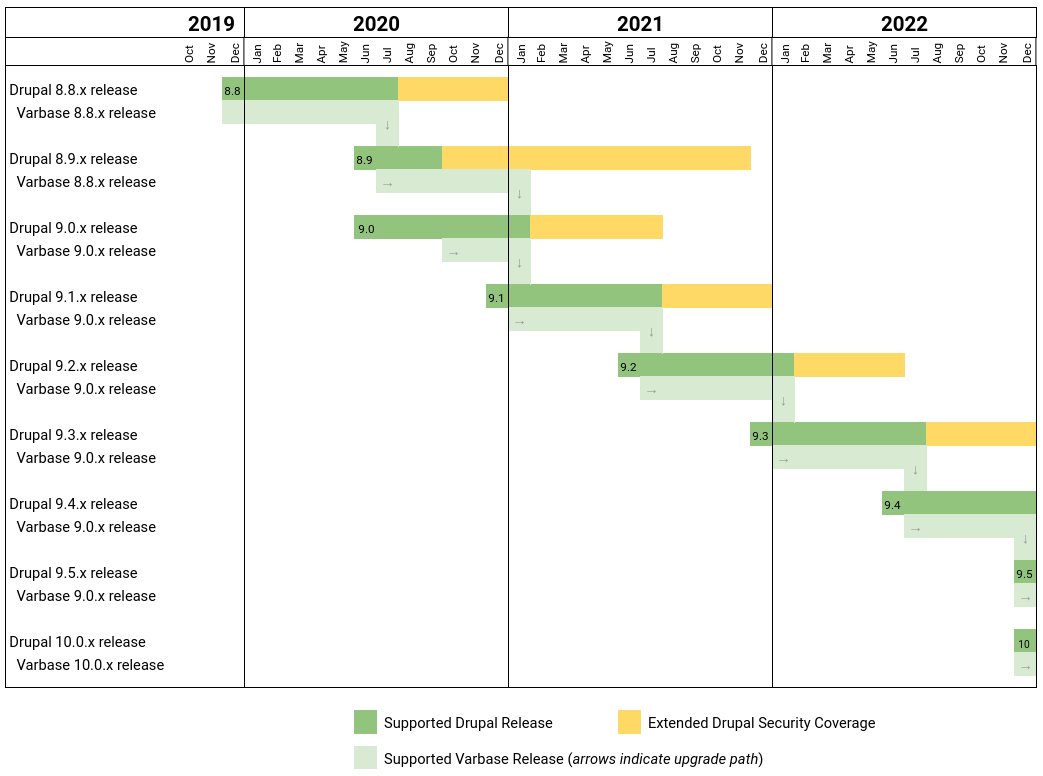 2019 2020 2021 2022
Oct Nov Dec Jan Feb Mar Apr May Jun Jul Aug Sep Oct Nov Dec Jan Feb Mar Apr May Jun Jul Aug Sep Oct Nov Dec Jan Feb Mar Apr May Jun Jul Aug Sep Oct Nov Dec
Drupal 8.8.x release 8.8
Varbase 8.8.x release ↓
Drupal 8.9.x release 8.9
Varbase 8.8.x release → ↓
Drupal 9.0.x release 9.0
Varbase 9.0.x release → ↓
Drupal 9.1.x release 9.1
Varbase 9.0.x release → ↓
Drupal 9.2.x release 9.2
Varbase 9.0.x release → ↓
Drupal 9.3.x release 9.3
Varbase 9.0.x release → ↓
Drupal 9.4.x release 9.4
Varbase 9.0.x release → ↓
Drupal 9.5.x release 9.5
Varbase 9.0.x release →
Drupal 10.0.x release 10
Varbase 10.0.x release →
Supported Drupal Release Extended Drupal Security Coverage
Supported Varbase Release (arrows indicate upgrade path)